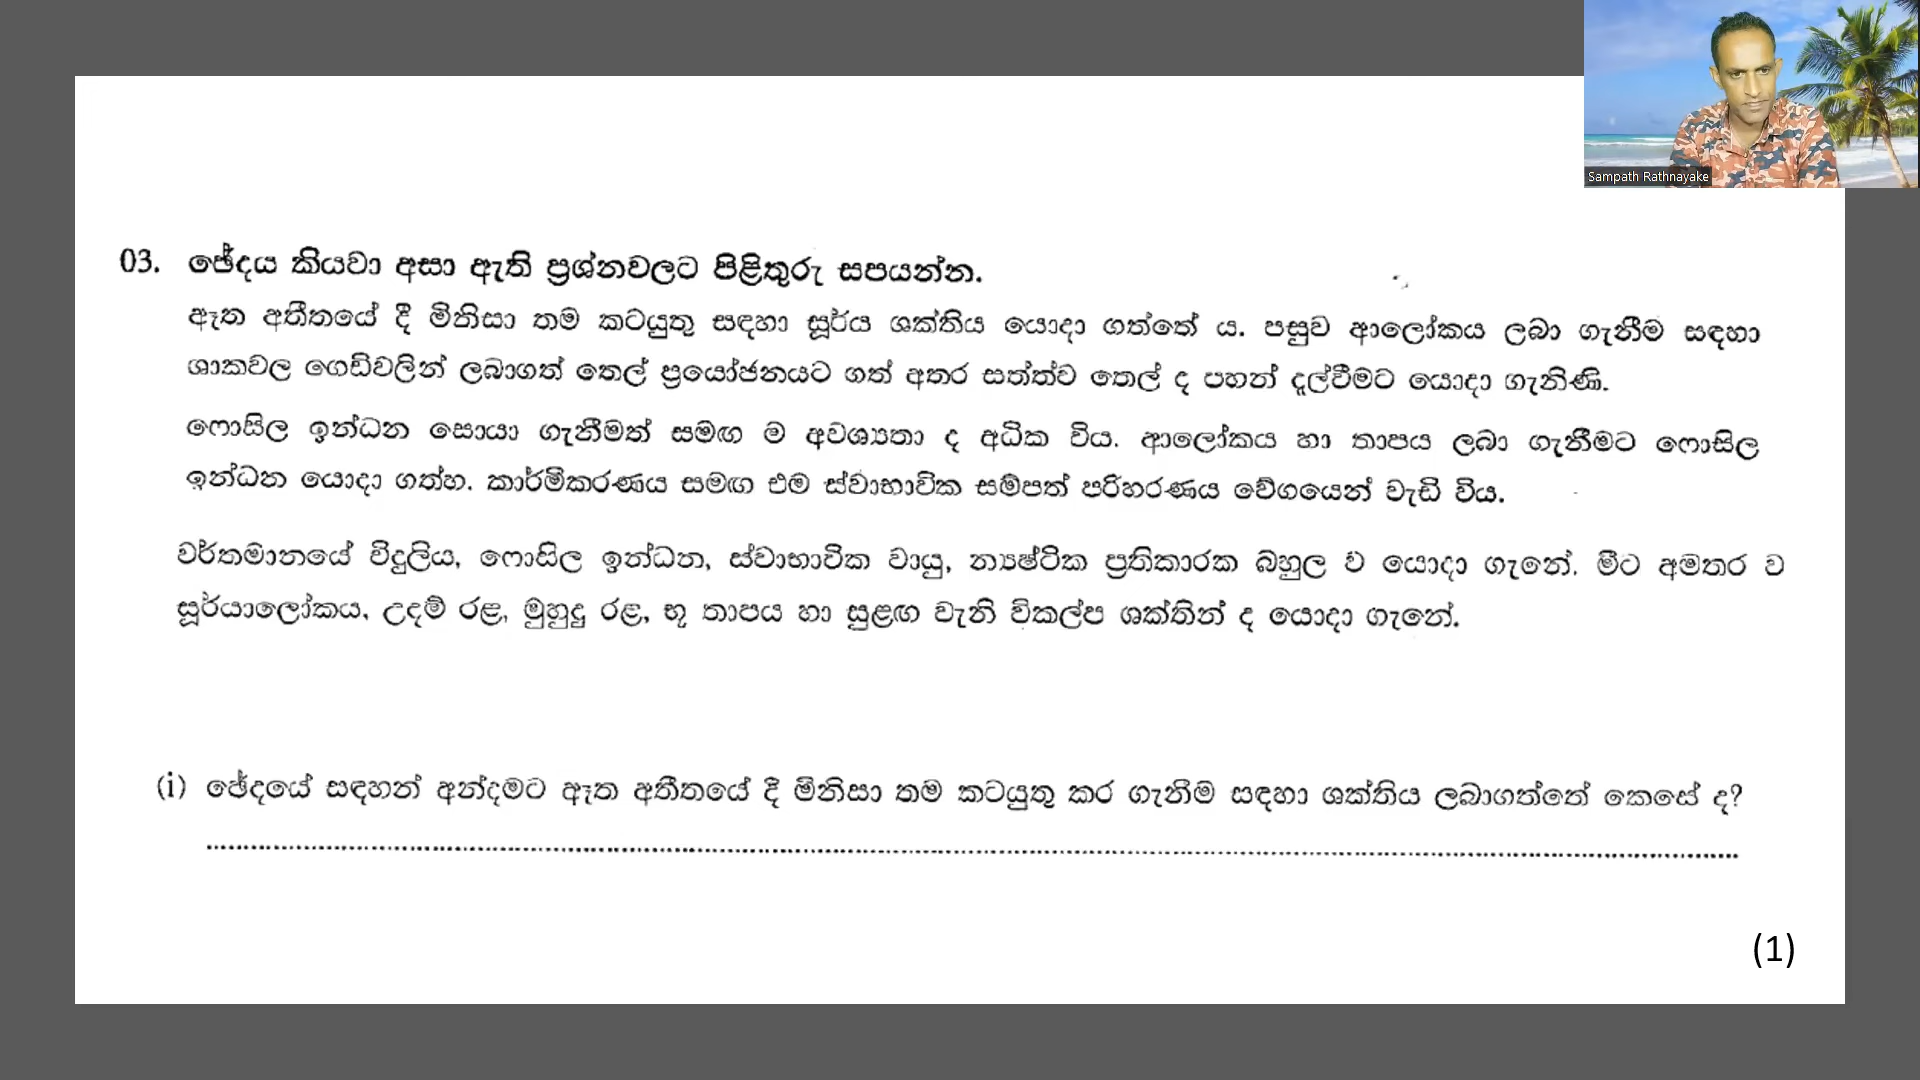 Sampath Rathnayake
03. ඡේදය කියවා අසා ඇති ප්‍රශ්නවලට පිළිතුරු සපයන්න.
ඈත අතීතයේ දී මිනිසා තම කටයුතු සඳහා සූර්ය ශක්තිය යොදා ගත්තේ ය. පසුව ආලෝකය ලබා ගැනීම සඳහා
ශාකවල ගෙඩිවලින් ලබාගත් තෙල් ප්‍රයෝජනයට ගත් අතර සත්ත්ව තෙල් ද පහන් දැල්වීමට යොදා ගැනිණි.
ෆොසිල ඉන්ධන සොයා ගැනීමත් සමඟ ම අවශ්‍යතා ද අධික විය. ආලෝකය හා තාපය ලබා ගැනීමට ෆොසිල
ඉන්ධන යොදා ගත්හ. කාර්මීකරණය සමඟ එම ස්වාභාවික සම්පත් පරිහරණය වේගයෙන් වැඩි විය.
වර්තමානයේ විදුලිය, ෆොසිල ඉන්ධන, ස්වාභාවික වායු, න්‍යෂ්ටික ප්‍රතිකාරක බහුල ව යොදා ගැනේ. මීට අමතර ව
සූර්යාලෝකය, උදම් රළ, මුහුදු රළ, භූ තාපය හා සුළඟ වැනි විකල්ප ශක්තින් ද යොදා ගැනේ.
(i) ඡේදයේ සඳහන් අන්දමට ඈත අතීතයේ දී මිනිසා තම කටයුතු කර ගැනීම සඳහා ශක්තිය ලබාගත්තේ කෙසේ ද?
(1)